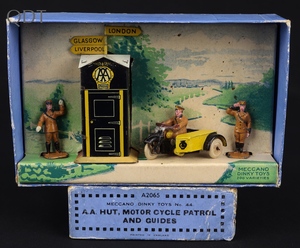 QDT
LONDON
GLASGOW
LIVERPOOL
AA
MECCANO
DINKY TOYS
A2065
MECCANO DINKY TOYS No. 44
A.A. HUT, MOTOR CYCLE PATROL
AND GUIDES